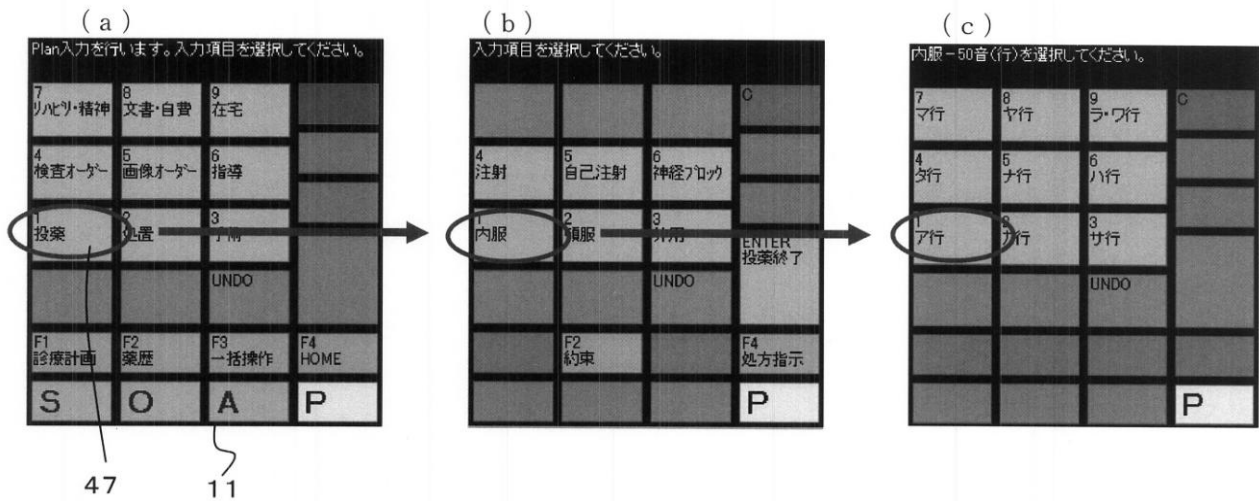 (a)
Plan入力を行います。入力項目を選択してください。
7
リハビリ・精神
8
文書・自費
9
在宅
4
検査オーダー
5
画像オーダー
6
指導
1
投薬
2
処置
3
UNDO
F1
診療計画
F2
薬歴
F3
一括操作
F4
HOME
S
O
A
P
47
11
(b)
入力項目を選択してください。
C
4
注射
5
自己注射
6
神経ブロック
1
内服
2
頓服
3
外用
ENTER
投薬終了
UNDO
F2
約束
F4
処方指示
P
(c)
内服-50音(行)を選択してください。
7
マ行
8
ヤ行
9
ラ・ワ行
C
4
タ行
5
ナ行
6
ハ行
1
ア行
2
カ行
3
サ行
UNDO
P